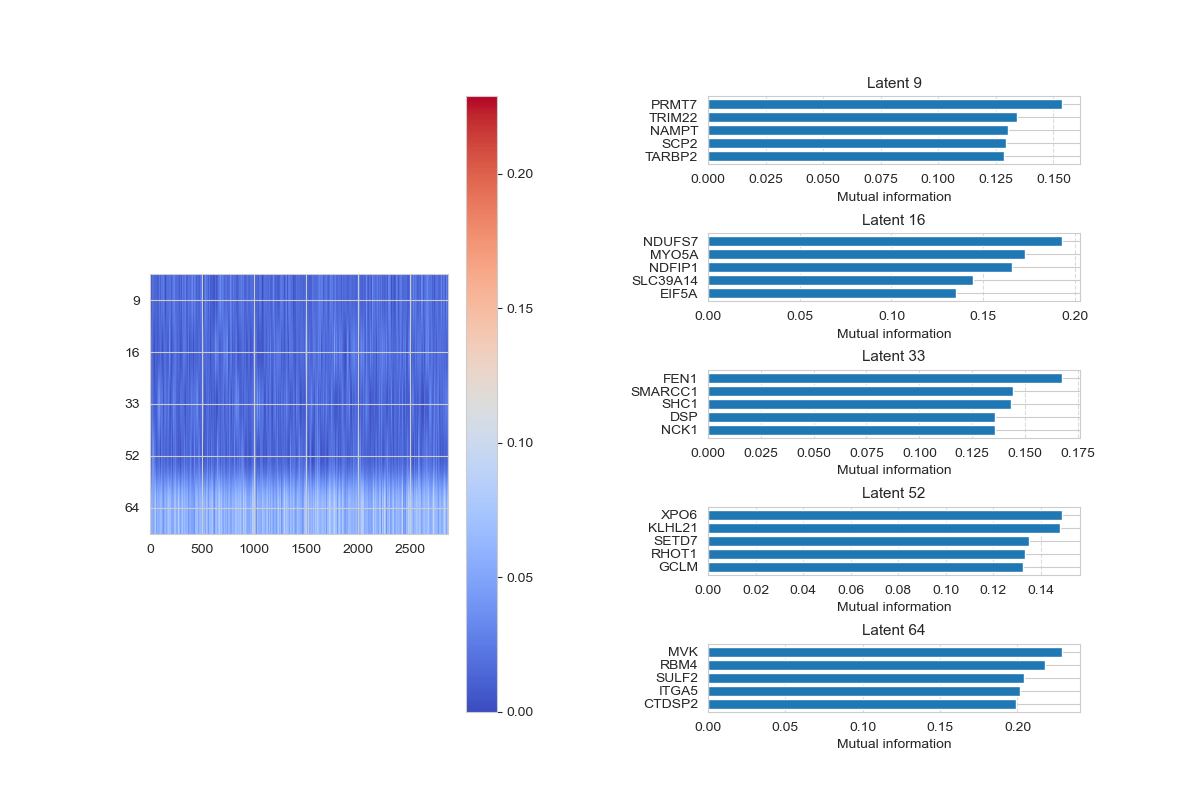 9
16
33
52
64
0 500 1000 1500 2000 2500
0.20
0.15
0.10
0.05
0.00
Latent 9
PRMT7
TRIM22
NAMPT
SCP2
TARBP2
0.000 0.025 0.050 0.075 0.100 0.125 0.150
Mutual information
Latent 16
NDUFS7
MYO5A
NDFIP1
SLC39A14
EIF5A
0.00 0.05 0.10 0.15 0.20
Mutual information
Latent 33
FEN1
SMARCC1
SHC1
DSP
NCK1
0.000 0.025 0.050 0.075 0.100 0.125 0.150 0.175
Mutual information
Latent 52
XPO6
KLHL21
SETD7
RHOT1
GCLM
0.00 0.02 0.04 0.06 0.08 0.10 0.12 0.14
Mutual information
Latent 64
MVK
RBM4
SULF2
ITGA5
CTDSP2
0.00 0.05 0.10 0.15 0.20
Mutual information